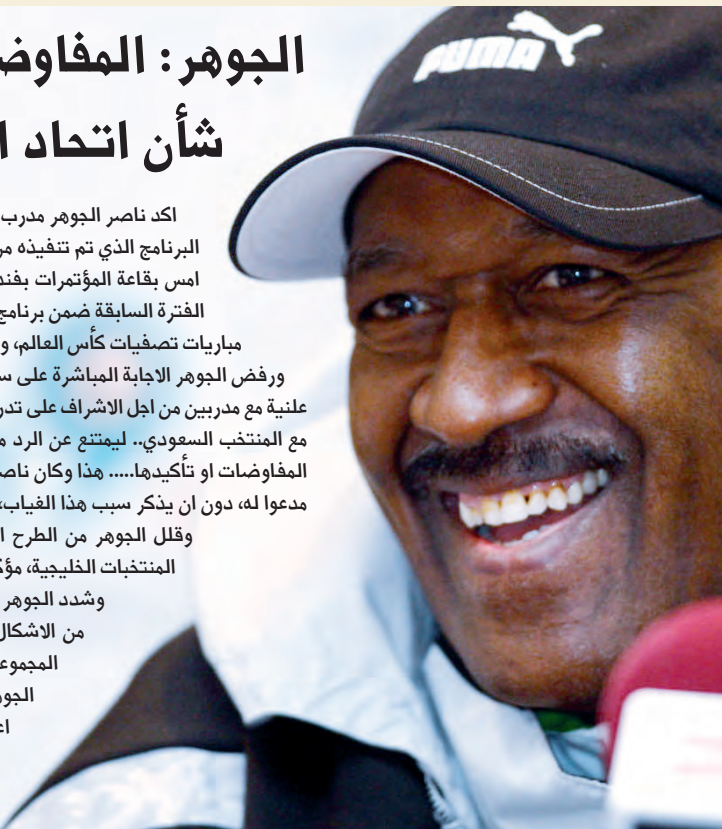 الجوهر: المفاوض
شأن اتحاد ا
اكد ناصر الجوهر مدرب
البرنامج الذي تم تنفيذه مر
امس بقاعة المؤتمرات بفند
الفترة السابقة ضمن برنامج
مباريات تصفيات كأس العالم، و
ورفض الجوهر الاجابة المباشرة على س
علنية مع مدربين من اجل الاشراف على تدر
مع المنتخب السعودي.. ليمتنع عن الرد م
المفاوضات او تأكيدها..... هذا وكان ناص
مدعوا له، دون ان يذكر سبب هذا الغياب،
وقلل الجوهر من الطرح ا
المنتخبات الخليجية، مؤك
وشدد الجوهر
من الاشكال
المجموع
الجو
اع
PUMA